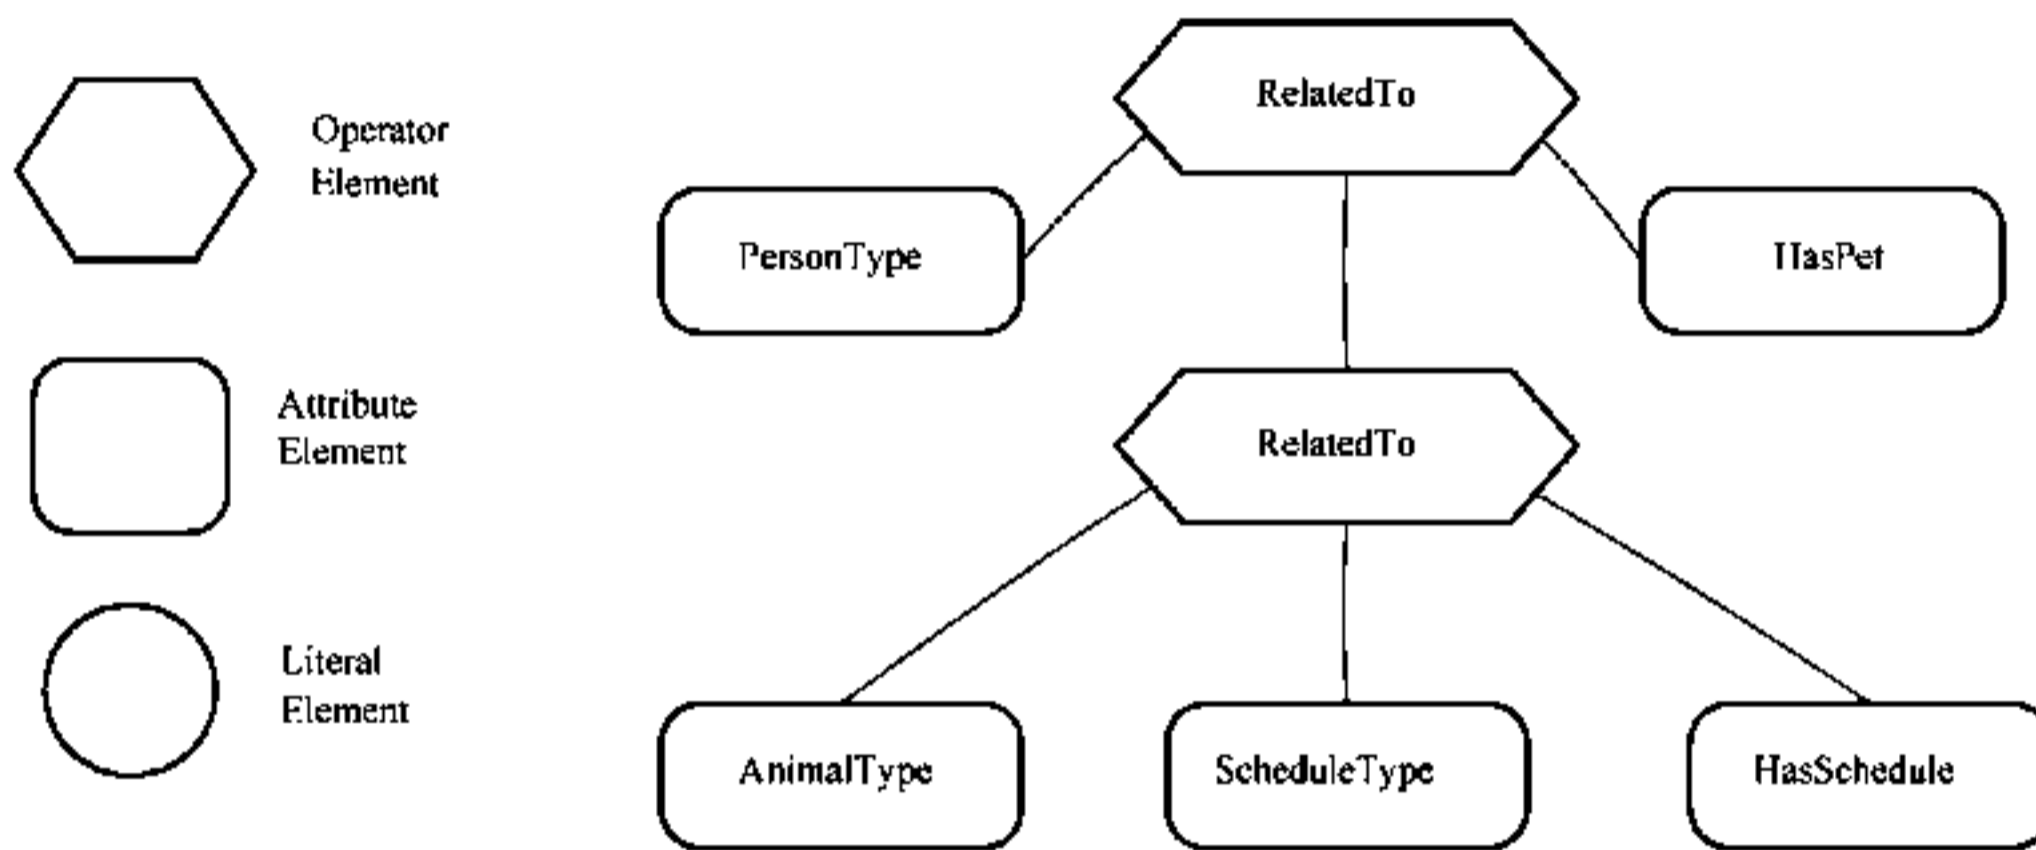 Operator
Element
Attribute
Element
Literal
Element
RelatedTo
PersonType
HasPet
RelatedTo
AnimalType
ScheduleType
HasSchedule